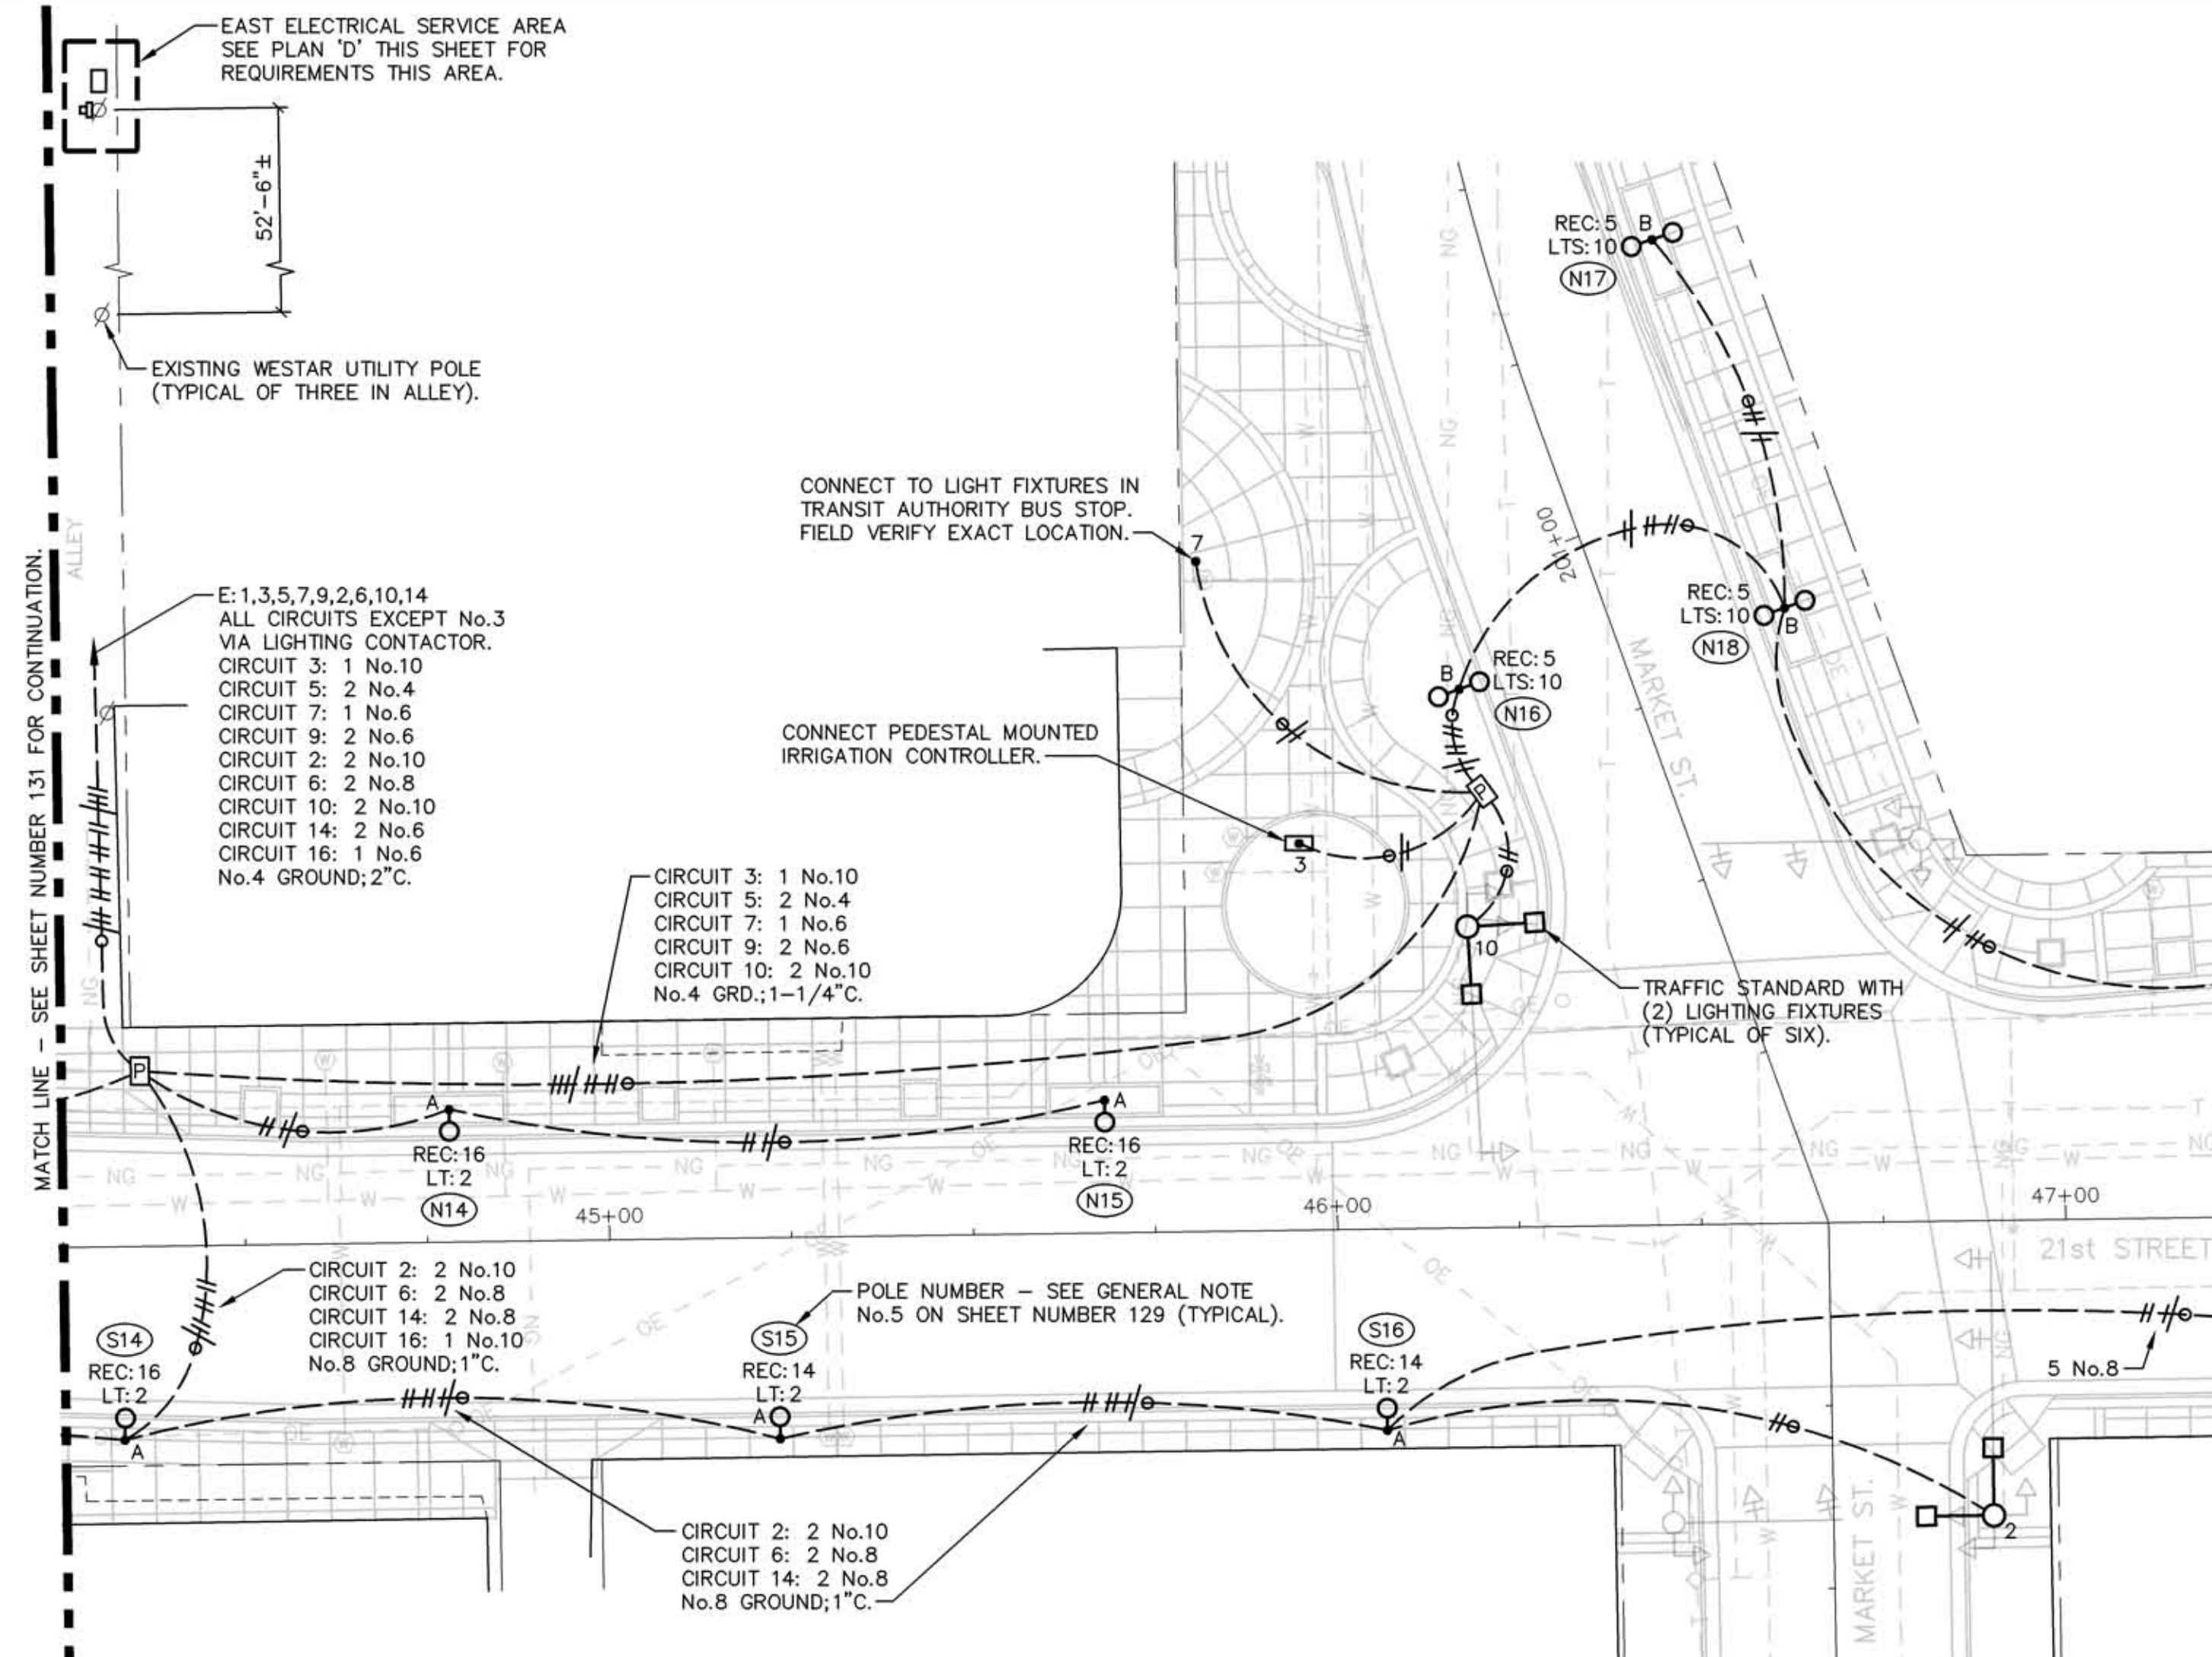 EAST ELECTRICAL SERVICE AREA
SEE PLAN 'D' THIS SHEET FOR
REQUIREMENTS THIS AREA.
52'-6"±
EXISTING WESTAR UTILITY POLE
(TYPICAL OF THREE IN ALLEY).
MATCH LINE - SEE SHEET NUMBER 131 FOR CONTINUATION.
ALLEY
E:1,3,5,7,9,2,6,10,14
ALL CIRCUITS EXCEPT No.3
VIA LIGHTING CONTACTOR.
CIRCUIT 3: 1 No.10
CIRCUIT 5: 2 No.4
CIRCUIT 7: 1 No.6
CIRCUIT 9: 2 No.6
CIRCUIT 2: 2 No.10
CIRCUIT 6: 2 No.8
CIRCUIT 10: 2 No.10
CIRCUIT 14: 2 No.6
CIRCUIT 16: 1 No.6
No.4 GROUND;2"C.
CIRCUIT 3: 1 No.10
CIRCUIT 5: 2 No.4
CIRCUIT 7: 1 No.6
CIRCUIT 9: 2 No.6
CIRCUIT 10: 2 No.10
No.4 GRD.;1-1/4"C.
CONNECT TO LIGHT FIXTURES IN
TRANSIT AUTHORITY BUS STOP.
FIELD VERIFY EXACT LOCATION.
7
CONNECT PEDESTAL MOUNTED
IRRIGATION CONTROLLER.
3
REC:5
LTS:10
N17
B
201+00
REC:5
LTS:10
N18
B
B
REC:5
LTS:10
N16
P
MARKET ST.
10
TRAFFIC STANDARD WITH
(2) LIGHTING FIXTURES
(TYPICAL OF SIX).
P
A
REC:16
LT:2
N14
A
REC:16
LT:2
N15
45+00
46+00
47+00
21st STREET
CIRCUIT 2: 2 No.10
CIRCUIT 6: 2 No.8
CIRCUIT 14: 2 No.8
CIRCUIT 16: 1 No.10
No.8 GROUND;1"C.
POLE NUMBER - SEE GENERAL NOTE
No.5 ON SHEET NUMBER 129 (TYPICAL).
S14
REC:16
LT:2
A
S15
REC:14
LT:2
A
S16
REC:14
LT:2
A
5 No.8
2
CIRCUIT 2: 2 No.10
CIRCUIT 6: 2 No.8
CIRCUIT 14: 2 No.8
No.8 GROUND;1"C.
MARKET ST.
NG
NG
NG
NG
NG
NG
NG
NG
NG
W
W
W
W
W
OE
OE
OE
OE
T
T